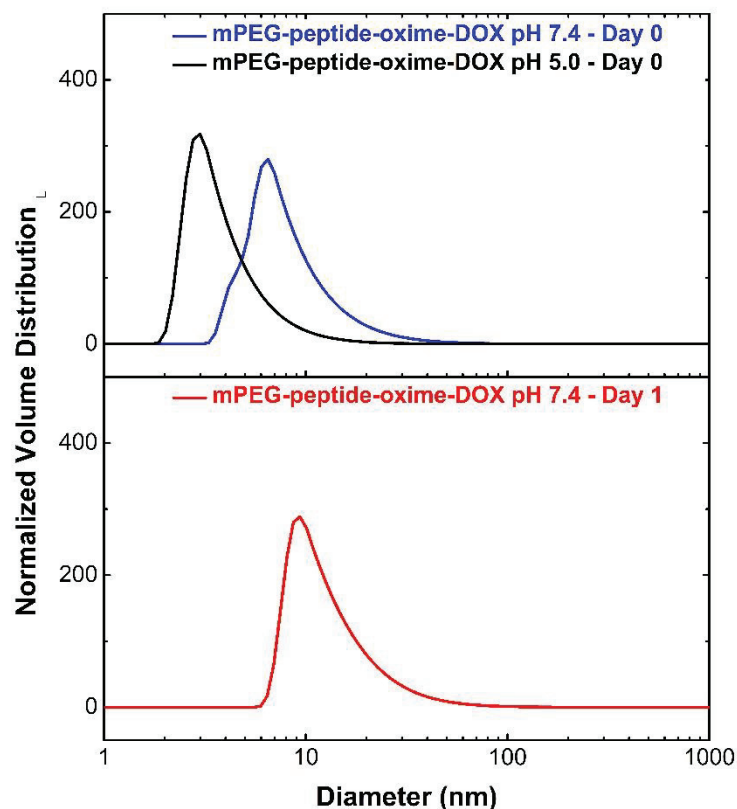 mPEG-peptide-oxime-DOX pH 7.4 - Day 0
mPEG-peptide-oxime-DOX pH 5.0 - Day 0
400
200
0
mPEG-peptide-oxime-DOX pH 7.4 - Day 1
400
200
0
1
10
100
1000
Normalized Volume Distribution
Diameter (nm)